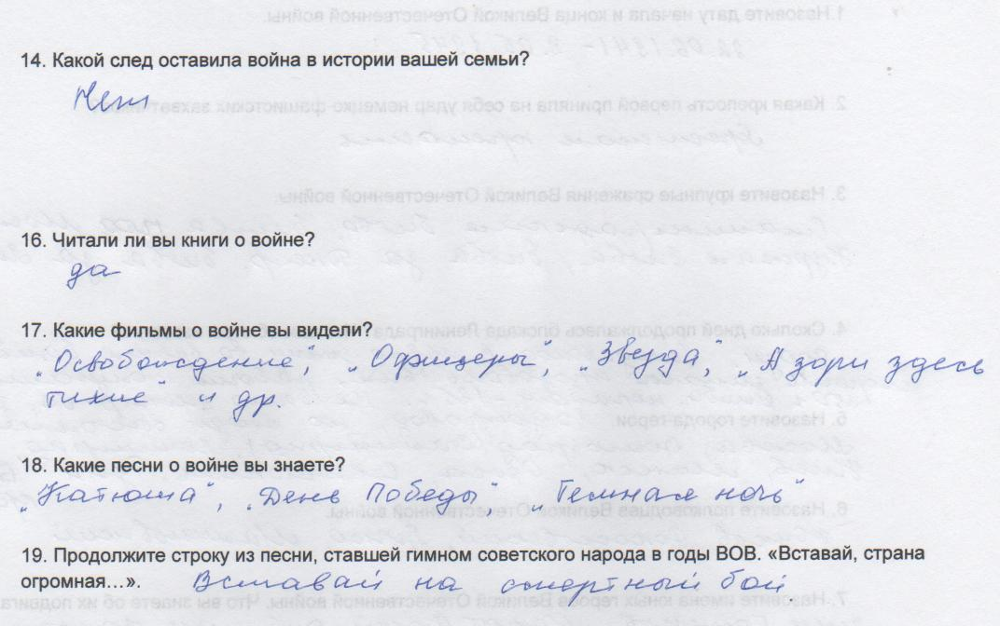 14. Какой след оставила война в истории вашей семьи?
Нет
16. Читали ли вы книги о войне?
да
17. Какие фильмы о войне вы видели?
„Освобождение", „Офицеры", „Звезда", „А зори здесь
тихие" и др.
18. Какие песни о войне вы знаете?
„Катюша", „День Победы", „Темная ночь"
19. Продолжите строку из песни, ставшей гимном советского народа в годы ВОВ. «Вставай, страна
огромная…». Вставай на смертный бой